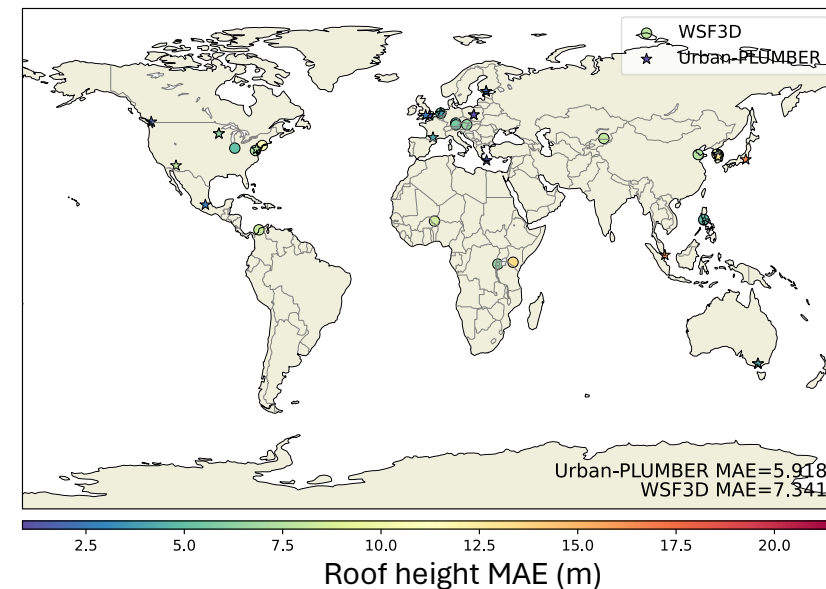 WSF3D
Urban-PLUMBER
Urban-PLUMBER MAE=5.918
WSF3D MAE=7.341
2.5 5.0 7.5 10.0 12.5 15.0 17.5 20.0
Roof height MAE (m)